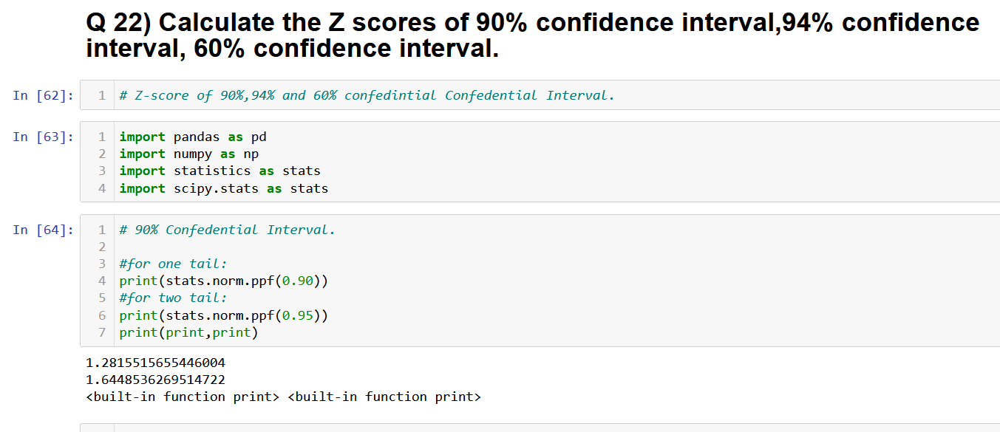 Q 22) Calculate the Z scores of 90% confidence interval,94% confidence
interval, 60% confidence interval.
In [62]: 1 # Z-score of 90%,94% and 60% confedintial Confedential Interval.
In [63]: 1 import pandas as pd
2 import numpy as np
3 import statistics as stats
4 import scipy.stats as stats
In [64]: 1 # 90% Confedential Interval.
2
3 #for one tail:
4 print(stats.norm.ppf(0.90))
5 #for two tail:
6 print(stats.norm.ppf(0.95))
7 print(print,print)
1.2815515655446004
1.6448536269514722
<built-in function print> <built-in function print>